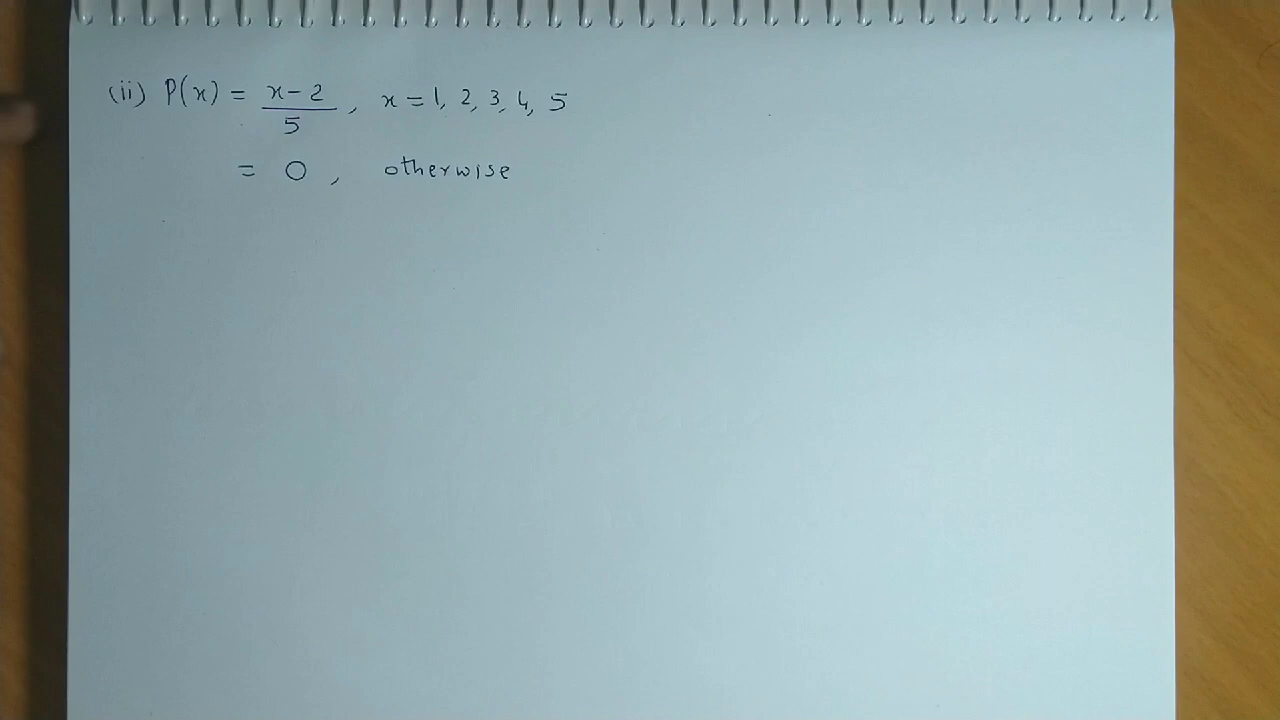 (ii) P(x) = (x-2)/5, x = 1, 2, 3, 4, 5
= 0, otherwise